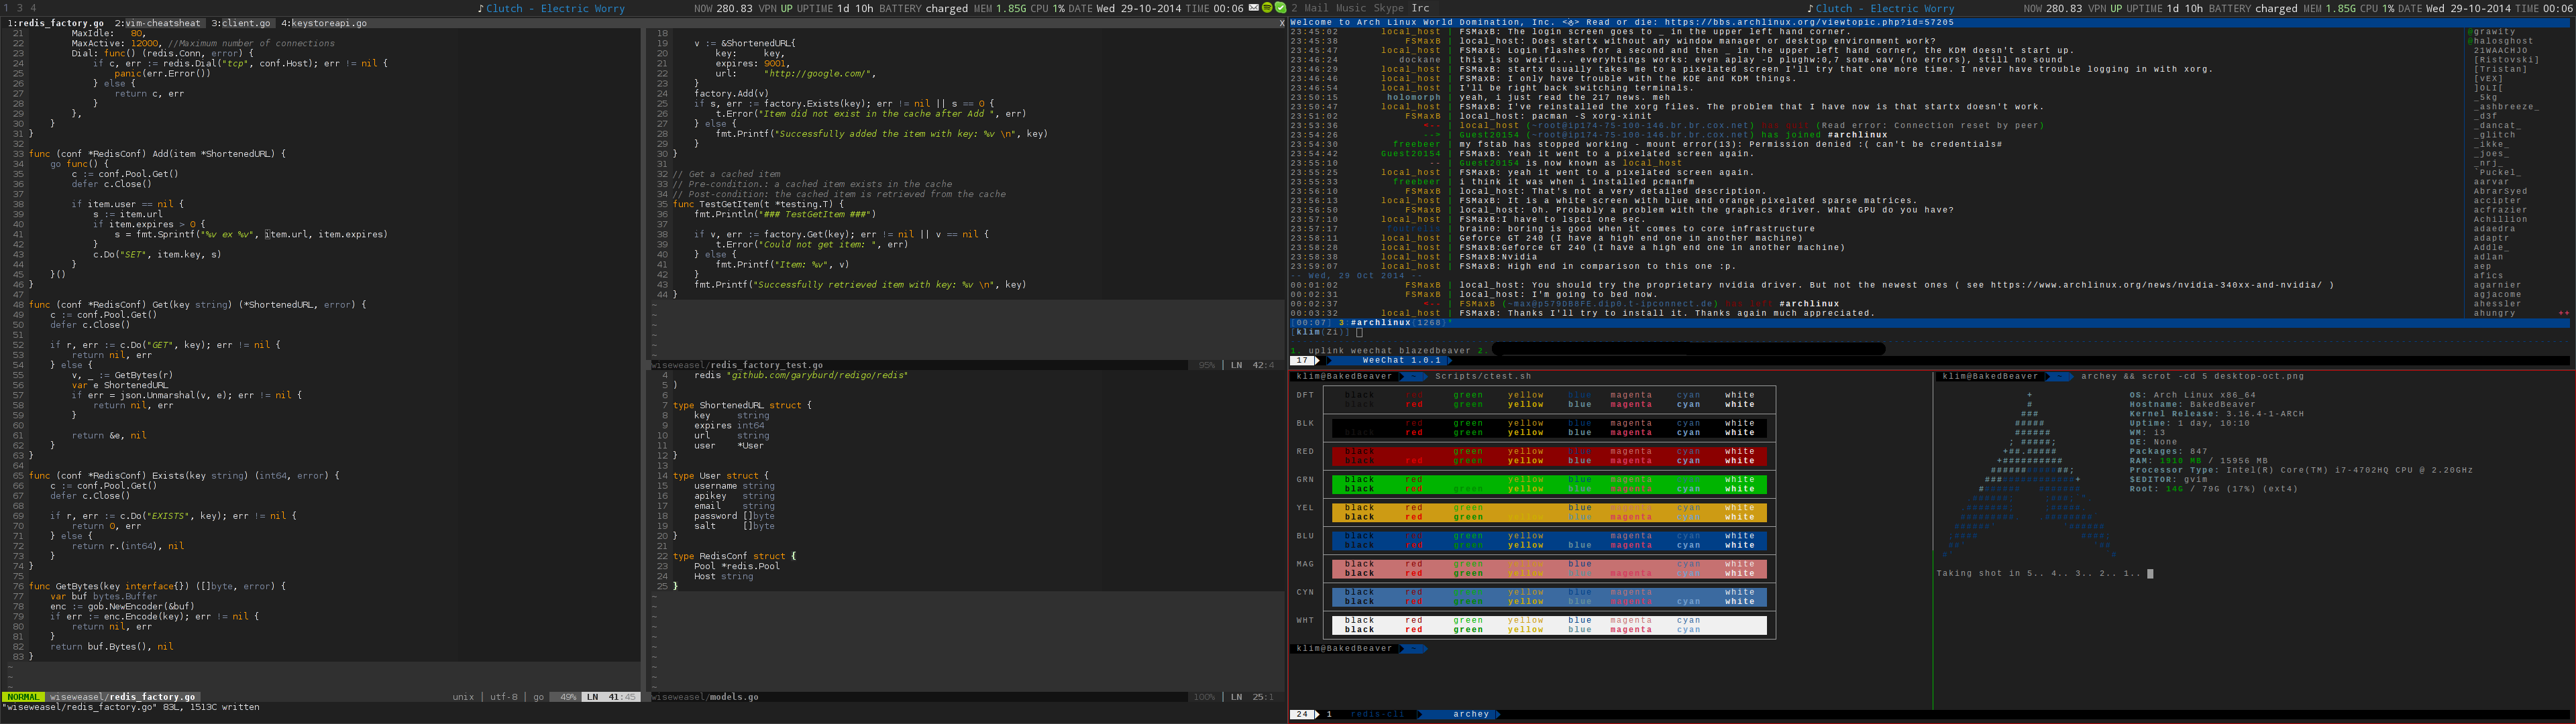 1 3 4
♪ Clutch - Electric Worry
NOW 280.83 VPN UP UPTIME 1d 10h BATTERY charged MEM 1.85G CPU 1% DATE Wed 29-10-2014 TIME 00:06
1:redis_factory.go 2:vim-cheatsheet 3:client.go 4:keystoreapi.go X
21 MaxIdle: 80,
22 MaxActive: 12000, //Maximum number of connections
23 Dial: func() (redis.Conn, error) {
24 if c, err := redis.Dial("tcp", conf.Host); err != nil {
25 panic(err.Error())
26 } else {
27 return c, err
28 }
29 },
30 }
31 }
32
33 func (conf *RedisConf) Add(item *ShortenedURL) {
34 go func() {
35 c := conf.Pool.Get()
36 defer c.Close()
37
38 if item.user == nil {
39 s := item.url
40 if item.expires > 0 {
41 s = fmt.Sprintf("%v ex %v", item.url, item.expires)
42 }
43 c.Do("SET", item.key, s)
44 }
45 }()
46 }
47
48 func (conf *RedisConf) Get(key string) (*ShortenedURL, error) {
49 c := conf.Pool.Get()
50 defer c.Close()
51
52 if r, err := c.Do("GET", key); err != nil {
53 return nil, err
54 } else {
55 v, _ := GetBytes(r)
56 var e ShortenedURL
57 if err = json.Unmarshal(v, e); err != nil {
58 return nil, err
59 }
60
61 return &e, nil
62 }
63 }
64
65 func (conf *RedisConf) Exists(key string) (int64, error) {
66 c := conf.Pool.Get()
67 defer c.Close()
68
69 if r, err := c.Do("EXISTS", key); err != nil {
70 return 0, err
71 } else {
72 return r.(int64), nil
73 }
74 }
75
76 func GetBytes(key interface{}) ([]byte, error) {
77 var buf bytes.Buffer
78 enc := gob.NewEncoder(&buf)
79 if err := enc.Encode(key); err != nil {
80 return nil, err
81 }
82 return buf.Bytes(), nil
83 }
~
~
~
NORMAL wiseweasel/redis_factory.go unix | utf-8 | go 49% LN 41:45
"wiseweasel/redis_factory.go" 83L, 1513C written
18
19 v := &ShortenedURL{
20 key: key,
21 expires: 9001,
22 url: "http://google.com/",
23 }
24 factory.Add(v)
25 if s, err := factory.Exists(key); err != nil || s == 0 {
26 t.Error("Item did not exist in the cache after Add ", err)
27 } else {
28 fmt.Printf("Successfully added the item with key: %v \n", key)
29 }
30 }
31
32 // Get a cached item
33 // Pre-condition.: a cached item exists in the cache
34 // Post-condition: the cached item is retrieved from the cache
35 func TestGetItem(t *testing.T) {
36 fmt.Println("### TestGetItem ###")
37
38 if v, err := factory.Get(key); err != nil || v == nil {
39 t.Error("Could not get item: ", err)
40 } else {
41 fmt.Printf("Item: %v", v)
42 }
43 fmt.Printf("Successfully retrieved item with key: %v \n", key)
44 }
~
~
~
~
~
~
wiseweasel/redis_factory_test.go 95% | LN 42:4
4 redis "github.com/garyburd/redigo/redis"
5 )
6
7 type ShortenedURL struct {
8 key string
9 expires int64
10 url string
11 user *User
12 }
13
14 type User struct {
15 username string
16 apikey string
17 email string
18 password []byte
19 salt []byte
20 }
21
22 type RedisConf struct {
23 Pool *redis.Pool
24 Host string
25 }
~
~
~
~
~
~
~
~
~
~
wiseweasel/models.go 100% | LN 25:1
2 Mail Music Skype Irc
♪ Clutch - Electric Worry
NOW 280.83 VPN UP UPTIME 1d 10h BATTERY charged MEM 1.85G CPU 1% DATE Wed 29-10-2014 TIME 00:06
Welcome to Arch Linux World Domination, Inc. <&> Read or die: https://bbs.archlinux.org/viewtopic.php?id=57205
23:45:02 local_host | FSMaxB: The login screen goes to _ in the upper left hand corner.
23:45:38 FSMaxB | local_host: Does startx without any window manager or desktop environment work?
23:45:47 local_host | FSMaxB: Login flashes for a second and then _ in the upper left hand corner, the KDM doesn't start up.
23:46:24 dockane | this is so weird... everyhtings works: even aplay -D plughw:0,7 some.wav (no errors), still no sound
23:46:29 local_host | FSMaxB: startx usually takes me to a pixelated screen I'll try that one more time. I never have trouble logging in with xorg.
23:46:46 local_host | FSMaxB: I only have trouble with the KDE and KDM things.
23:46:54 local_host | I'll be right back switching terminals.
23:50:15 holomorph | yeah, i just read the 217 news. meh
23:50:47 local_host | FSMaxB: I've reinstalled the xorg files. The problem that I have now is that startx doesn't work.
23:51:02 FSMaxB | local_host: pacman -S xorg-xinit
23:53:36 <-- | local_host (~root@ip174-75-100-146.br.br.cox.net) has quit (Read error: Connection reset by peer)
23:54:26 --> | Guest20154 (~root@ip174-75-100-146.br.br.cox.net) has joined #archlinux
23:54:30 freebeer | my fstab has stopped working - mount error(13): Permission denied :( can't be credentials#
23:54:42 Guest20154 | FSMaxB: Yeah it went to a pixelated screen again.
23:55:10 -- | Guest20154 is now known as local_host
23:55:25 local_host | FSMaxB: yeah it went to a pixelated screen again.
23:55:33 freebeer | i think it was when i installed pcmanfm
23:56:10 FSMaxB | local_host: That's not a very detailed description.
23:56:13 local_host | FSMaxB: It is a white screen with blue and orange pixelated sparse matrices.
23:56:50 FSMaxB | local_host: Oh. Probably a problem with the graphics driver. What GPU do you have?
23:57:10 local_host | FSMaxB:I have to lspci one sec.
23:57:17 | brain0: boring is good when it comes to core infrastructure
23:58:11 local_host | Geforce GT 240 (I have a high end one in another machine)
23:58:28 local_host | FSMaxB:Geforce GT 240 (I have a high end one in another machine)
23:58:38 local_host | FSMaxB:Nvidia
23:59:07 local_host | FSMaxB: High end in comparison to this one :p.
-- Wed, 29 Oct 2014 --
00:01:02 FSMaxB | local_host: You should try the proprietary nvidia driver. But not the newest ones ( see https://www.archlinux.org/news/nvidia-340xx-and-nvidia/ )
00:02:31 FSMaxB | local_host: I'm going to bed now.
00:02:37 <-- | FSMaxB (~max@p579DB8FE.dip0.t-ipconnect.de) has left #archlinux
00:03:32 local_host | FSMaxB: Thanks I'll try to install it. Thanks again much appreciated.
[00:07] 3:#archlinux{1268}*
[klim(Zi)]
1. uplink weechat blazedbeaver 2.
17 WeeChat 1.0.1
@grawity
@halosghost
21WAACHJO
[Ristovski]
[Tristan]
[vEX]
]OLI[
_5kg
_ashbreeze_
_d3f
_dancat_
_glitch_
_ikke_
_joes_
_nrj_
`Puckel_
aarvar
AbrarSyed
accipter
acfrazier
Achillion
adaedra
adaptr
Addle_
adlan
aep
afics
agarnier
agjacome
ahessler
ahungry ++
klim@BakedBeaver ~ Scripts/ctest.sh
DFT black red green yellow blue magenta cyan white
black red green yellow blue magenta cyan white
BLK red green yellow blue magenta cyan white
black red green yellow blue magenta cyan white
RED black green yellow blue magenta cyan white
black red green yellow blue magenta cyan white
GRN black red blue magenta cyan white
black red green yellow blue magenta cyan white
YEL black red green blue magenta cyan white
black red green yellow blue magenta cyan white
BLU black red green yellow magenta cyan white
black red green yellow blue magenta cyan white
MAG black red green yellow blue cyan white
black red green yellow blue magenta cyan white
CYN black red green yellow blue magenta white
black red green yellow blue magenta cyan white
WHT black red green yellow blue magenta cyan
black red green yellow blue magenta cyan
klim@BakedBeaver ~
klim@BakedBeaver ~ archey && scrot -cd 5 desktop-oct.png
OS: Arch Linux x86_64
Hostname: BakedBeaver
Kernel Release: 3.16.4-1-ARCH
Uptime: 1 day, 10:10
WM: i3
DE: None
Packages: 847
RAM: 1910 MB / 15956 MB
Processor Type: Intel(R) Core(TM) i7-4702HQ CPU @ 2.20GHz
$EDITOR: gvim
Root: 14G / 79G (17%) (ext4)
Taking shot in 5.. 4.. 3.. 2.. 1..
24 1 redis-cli archey